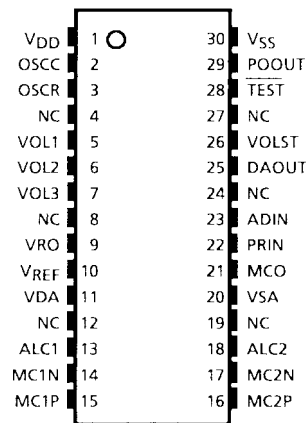 VDD 1 30 VSS
OSCC 2 29 POOUT
OSCR 3 28 TEST
NC 4 27 NC
VOL1 5 26 VOLST
VOL2 6 25 DAOUT
VOL3 7 24 NC
NC 8 23 ADIN
VRO 9 22 PRIN
VREF 10 21 MCO
VDA 11 20 VSA
NC 12 19 NC
ALC1 13 18 ALC2
MC1N 14 17 MC2N
MC1P 15 16 MC2P